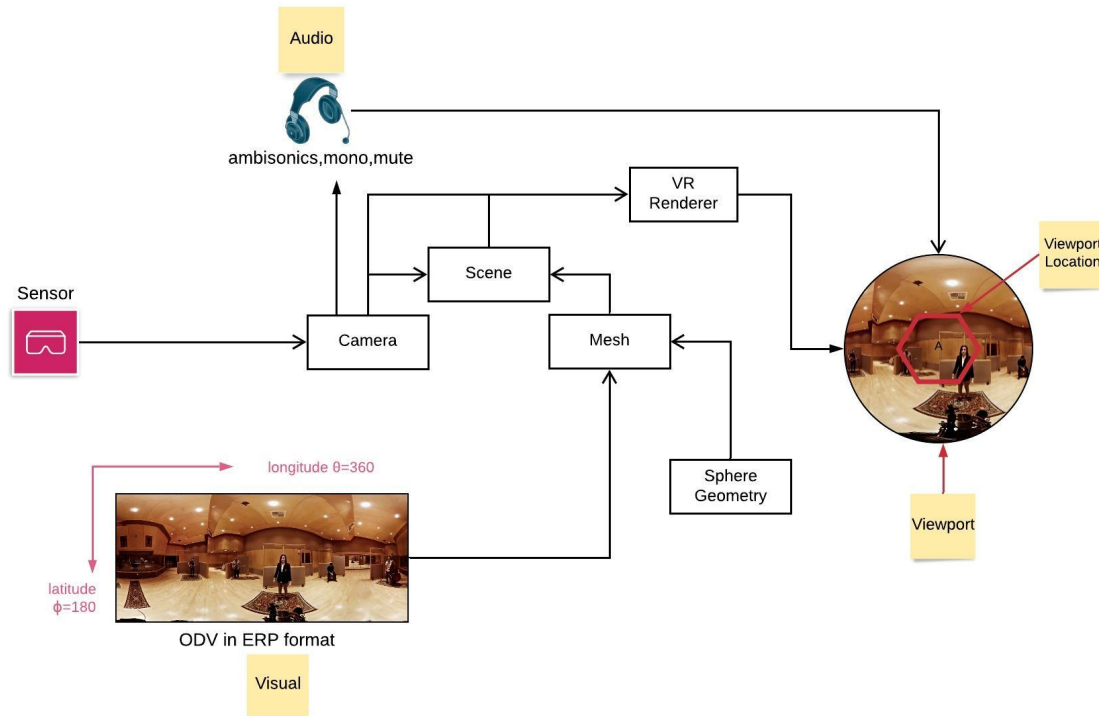 Audio
ambisonics,mono,mute
VR
Renderer
Viewport
Location
Scene
Sensor
Camera
Mesh
A
longitude θ=360
Sphere
Geometry
Viewport
latitude
ϕ=180
ODV in ERP format
Visual